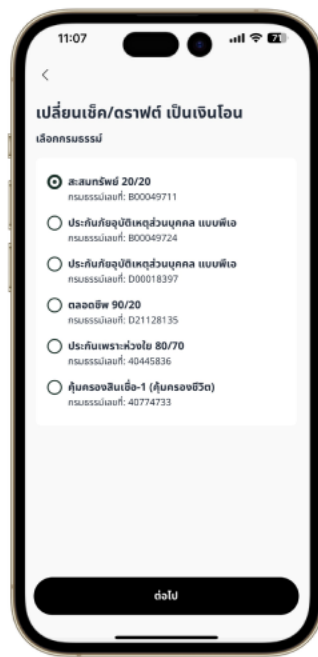 11:07
71
เปลี่ยนเช็ค/ดราฟต์ เป็นเงินโอน
เลือกกรมธรรม์
สะสมทรัพย์ 20/20
กรมธรรม์เลขที่: B00049711
ประกันภัยอุบัติเหตุส่วนบุคคล แบบพีเอ
กรมธรรม์เลขที่: B00049724
ประกันภัยอุบัติเหตุส่วนบุคคล แบบพีเอ
กรมธรรม์เลขที่: D00018397
ตลอดชีพ 90/20
กรมธรรม์เลขที่: D21128135
ประกันเพราะห่วงใย 80/70
กรมธรรม์เลขที่: 40445836
คุ้มครองสินเชื่อ-1 (คุ้มครองชีวิต)
กรมธรรม์เลขที่: 40774733
ต่อไป